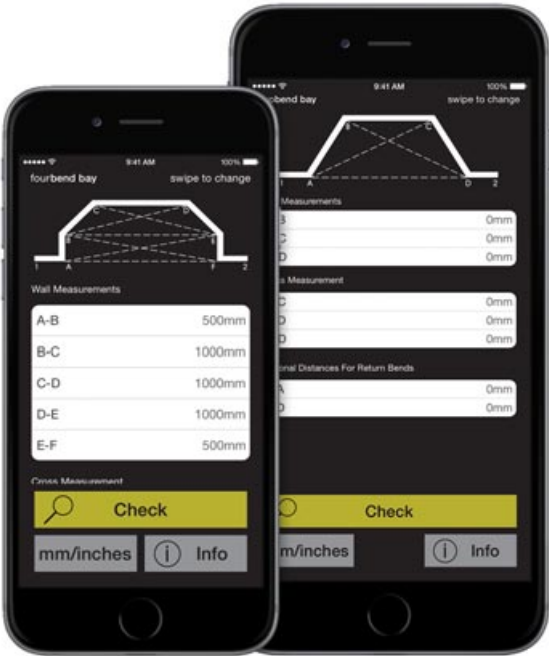 9:41 AM 100%
fourbend bay swipe to change
C D
B E
1 A F 2
Wall Measurements
A-B 500mm
B-C 1000mm
C-D 1000mm
D-E 1000mm
E-F 500mm
Cross Measurement
Check
mm/inches i Info
9:41 AM 100%
bend bay swipe to change
B C
1 A D 2
Measurements
0mm
C 0mm
D 0mm
Measurement
C 0mm
D 0mm
D 0mm
Distances For Return Bends
A 0mm
D 0mm
Check
m/inches i Info